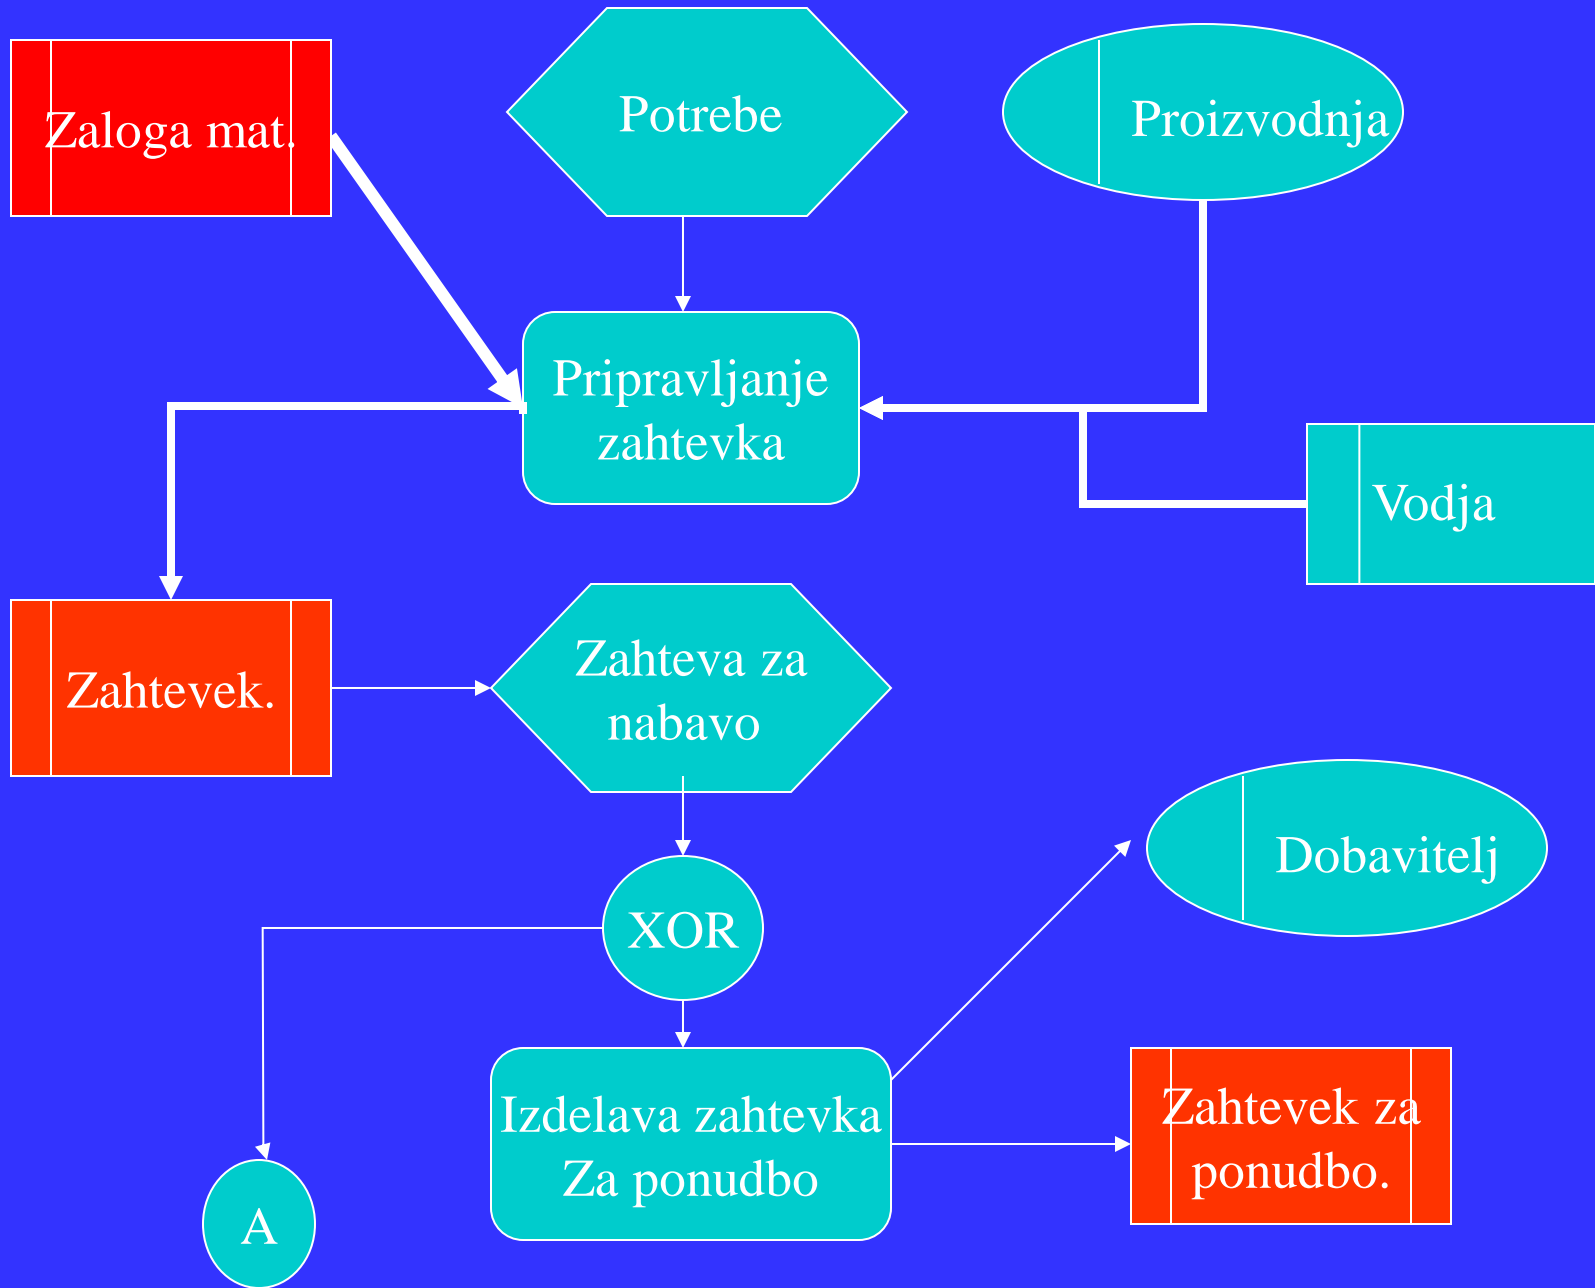 Zaloga mat.
Potrebe
Proizvodnja
Pripravljanje
zahtevka
Vodja
Zahtevek.
Zahteva za
nabavo
Dobavitelj
XOR
Izdelava zahtevka
Za ponudbo
Zahtevek za
ponudbo.
A